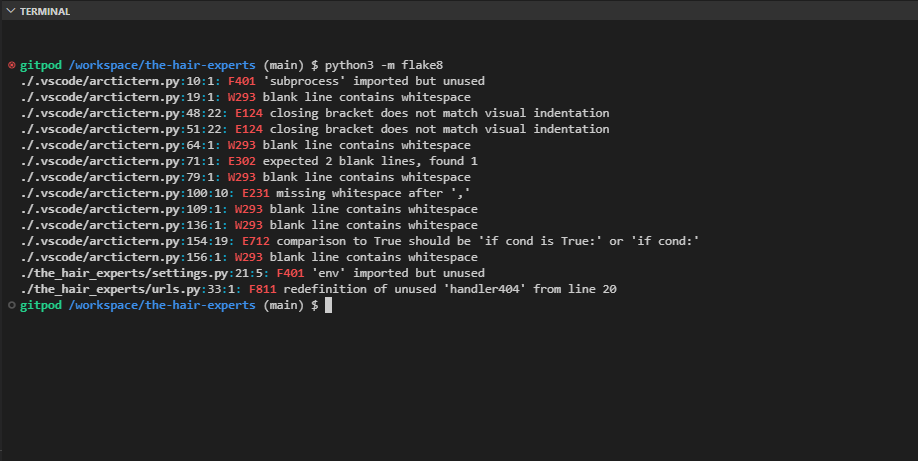 TERMINAL
gitpod /workspace/the-hair-experts (main) $ python3 -m flake8
./.vscode/arctictern.py:10:1: F401 'subprocess' imported but unused
./.vscode/arctictern.py:19:1: W293 blank line contains whitespace
./.vscode/arctictern.py:48:22: E124 closing bracket does not match visual indentation
./.vscode/arctictern.py:51:22: E124 closing bracket does not match visual indentation
./.vscode/arctictern.py:64:1: W293 blank line contains whitespace
./.vscode/arctictern.py:71:1: E302 expected 2 blank lines, found 1
./.vscode/arctictern.py:79:1: W293 blank line contains whitespace
./.vscode/arctictern.py:100:10: E231 missing whitespace after ','
./.vscode/arctictern.py:109:1: W293 blank line contains whitespace
./.vscode/arctictern.py:136:1: W293 blank line contains whitespace
./.vscode/arctictern.py:154:19: E712 comparison to True should be 'if cond is True:' or 'if cond:'
./.vscode/arctictern.py:156:1: W293 blank line contains whitespace
./the_hair_experts/settings.py:21:5: F401 'env' imported but unused
./the_hair_experts/urls.py:33:1: F811 redefinition of unused 'handler404' from line 20
gitpod /workspace/the-hair-experts (main) $